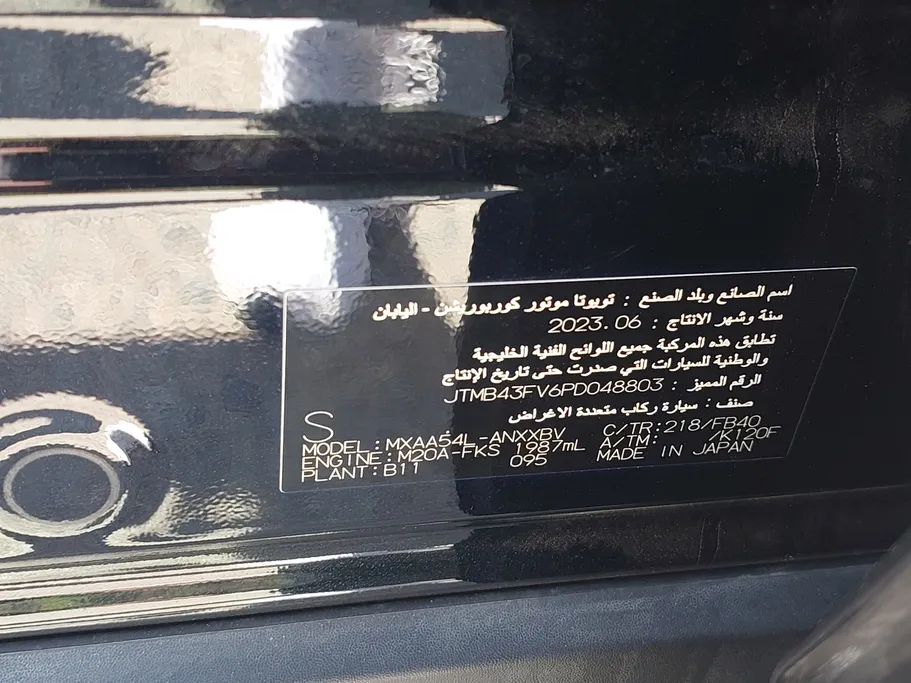 اسم الصانع وبلد الصنع : تويوتا موتور كوربوريشن - اليابان
سنة وشهر الانتاج : 2023.06
تطابق هذه المركبة جميع اللوائح الفنية الخليجية
والوطنية للسيارات التي صدرت حتى تاريخ الإنتاج
الرقم المميز : JTMB43FV6PD048803
صنف : سيارة ركاب متعددة الاغراض
S
MODEL:MXAA54L-ANXXBV C/TR:218/FB40
ENGINE:M20A-FKS 1987mL A/TM: /K120F
PLANT:B11 095 MADE IN JAPAN